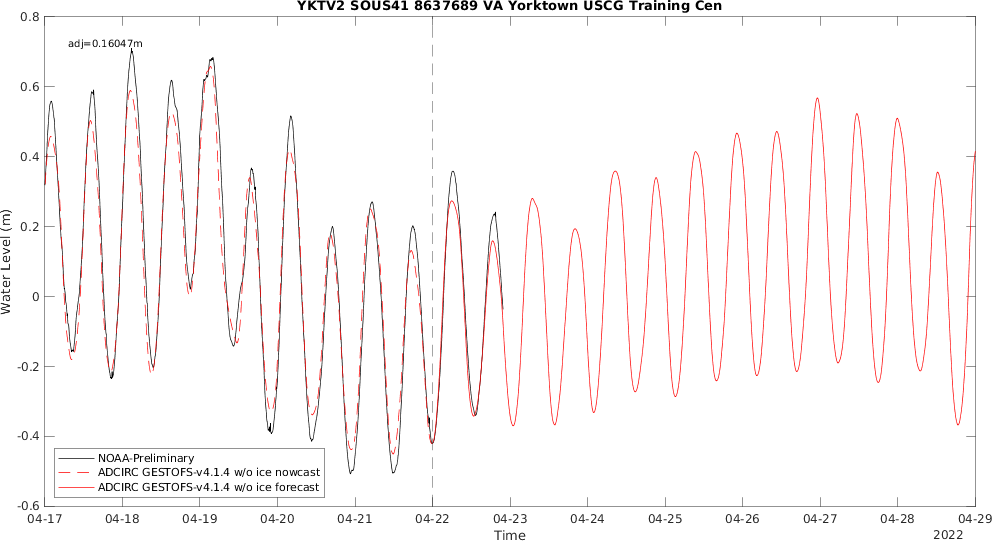 YKTV2 SOUS41 8637689 VA Yorktown USCG Training Cen
adj=0.16047m
0.8
0.6
0.4
0.2
0
-0.2
-0.4
-0.6
Water Level (m)
NOAA-Preliminary
ADCIRC GESTOFS-v4.1.4 w/o ice nowcast
ADCIRC GESTOFS-v4.1.4 w/o ice forecast
04-17 04-18 04-19 04-20 04-21 04-22 04-23 04-24 04-25 04-26 04-27 04-28 04-29
Time
2022